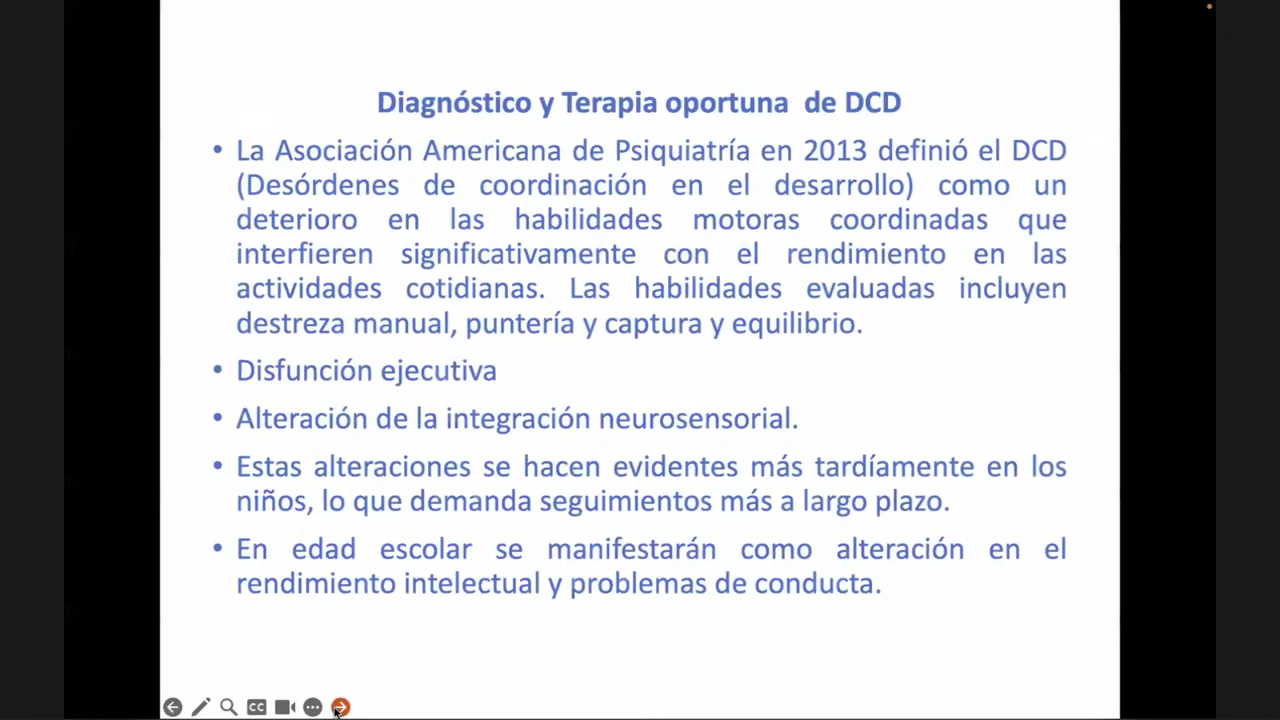 Diagnóstico y Terapia oportuna de DCD
• La Asociación Americana de Psiquiatría en 2013 definió el DCD
(Desórdenes de coordinación en el desarrollo) como un
deterioro en las habilidades motoras coordinadas que
interfieren significativamente con el rendimiento en las
actividades cotidianas. Las habilidades evaluadas incluyen
destreza manual, puntería y captura y equilibrio.
• Disfunción ejecutiva
• Alteración de la integración neurosensorial.
• Estas alteraciones se hacen evidentes más tardíamente en los
niños, lo que demanda seguimientos más a largo plazo.
• En edad escolar se manifestarán como alteración en el
rendimiento intelectual y problemas de conducta.
CC